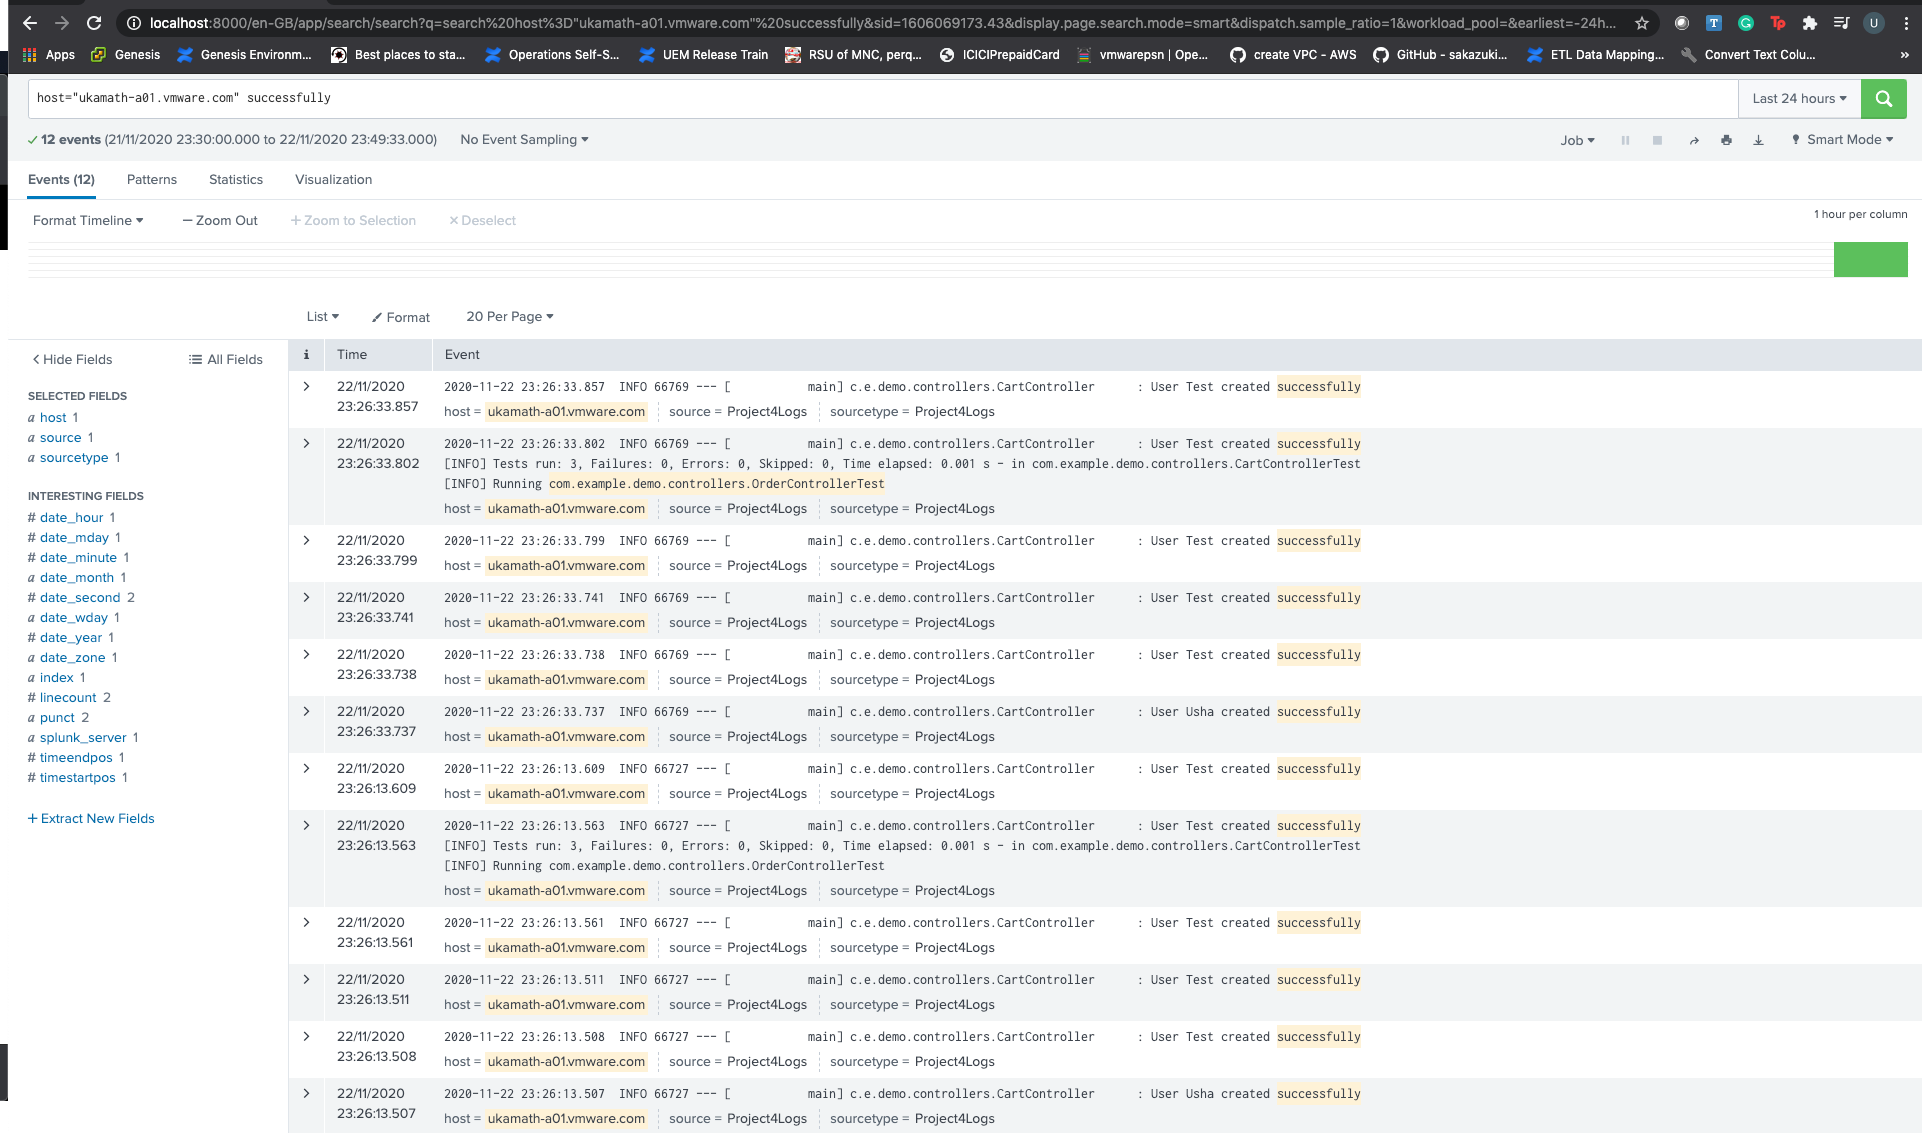 localhost:8000/en-GB/app/search/search?q=search%20host%3D"ukamath-a01.vmware.com"%20successfully&sid=1606069173.43&display.page.search.mode=smart&dispatch.sample_ratio=1&workload_pool=&earliest=-24h...
T G Tp U
Apps Genesis Genesis Environm... Best places to sta... Operations Self-S... UEM Release Train RSU of MNC, perq... ICICIPrepaidCard vmwarepsn | Ope... create VPC - AWS GitHub - sakazuki... ETL Data Mapping,... Convert Text Colu... »
host="ukamath-a01.vmware.com" successfully Last 24 hours
12 events (21/11/2020 23:30:00.000 to 22/11/2020 23:49:33.000) No Event Sampling Job Smart Mode
Events (12) Patterns Statistics Visualization
Format Timeline — Zoom Out + Zoom to Selection × Deselect 1 hour per column
List Format 20 Per Page
Hide Fields All Fields
SELECTED FIELDS
a host 1
a source 1
a sourcetype 1
INTERESTING FIELDS
# date_hour 1
# date_mday 1
# date_minute 1
a date_month 1
# date_second 2
a date_wday 1
# date_year 1
a date_zone 1
a index 1
# linecount 2
a punct 2
a splunk_server 1
# timeendpos 1
# timestartpos 1
+ Extract New Fields
i Time Event
22/11/2020 2020-11-22 23:26:33.857 INFO 66769 --- [ main] c.e.demo.controllers.CartController : User Test created successfully
23:26:33.857 host = ukamath-a01.vmware.com source = Project4Logs sourcetype = Project4Logs
22/11/2020 2020-11-22 23:26:33.802 INFO 66769 --- [ main] c.e.demo.controllers.CartController : User Test created successfully
23:26:33.802 [INFO] Tests run: 3, Failures: 0, Errors: 0, Skipped: 0, Time elapsed: 0.001 s - in com.example.demo.controllers.CartControllerTest
[INFO] Running com.example.demo.controllers.OrderControllerTest
host = ukamath-a01.vmware.com source = Project4Logs sourcetype = Project4Logs
22/11/2020 2020-11-22 23:26:33.799 INFO 66769 --- [ main] c.e.demo.controllers.CartController : User Test created successfully
23:26:33.799 host = ukamath-a01.vmware.com source = Project4Logs sourcetype = Project4Logs
22/11/2020 2020-11-22 23:26:33.741 INFO 66769 --- [ main] c.e.demo.controllers.CartController : User Test created successfully
23:26:33.741 host = ukamath-a01.vmware.com source = Project4Logs sourcetype = Project4Logs
22/11/2020 2020-11-22 23:26:33.738 INFO 66769 --- [ main] c.e.demo.controllers.CartController : User Test created successfully
23:26:33.738 host = ukamath-a01.vmware.com source = Project4Logs sourcetype = Project4Logs
22/11/2020 2020-11-22 23:26:33.737 INFO 66769 --- [ main] c.e.demo.controllers.CartController : User Usha created successfully
23:26:33.737 host = ukamath-a01.vmware.com source = Project4Logs sourcetype = Project4Logs
22/11/2020 2020-11-22 23:26:13.609 INFO 66727 --- [ main] c.e.demo.controllers.CartController : User Test created successfully
23:26:13.609 host = ukamath-a01.vmware.com source = Project4Logs sourcetype = Project4Logs
22/11/2020 2020-11-22 23:26:13.563 INFO 66727 --- [ main] c.e.demo.controllers.CartController : User Test created successfully
23:26:13.563 [INFO] Tests run: 3, Failures: 0, Errors: 0, Skipped: 0, Time elapsed: 0.001 s - in com.example.demo.controllers.CartControllerTest
[INFO] Running com.example.demo.controllers.OrderControllerTest
host = ukamath-a01.vmware.com source = Project4Logs sourcetype = Project4Logs
22/11/2020 2020-11-22 23:26:13.561 INFO 66727 --- [ main] c.e.demo.controllers.CartController : User Test created successfully
23:26:13.561 host = ukamath-a01.vmware.com source = Project4Logs sourcetype = Project4Logs
22/11/2020 2020-11-22 23:26:13.511 INFO 66727 --- [ main] c.e.demo.controllers.CartController : User Test created successfully
23:26:13.511 host = ukamath-a01.vmware.com source = Project4Logs sourcetype = Project4Logs
22/11/2020 2020-11-22 23:26:13.508 INFO 66727 --- [ main] c.e.demo.controllers.CartController : User Test created successfully
23:26:13.508 host = ukamath-a01.vmware.com source = Project4Logs sourcetype = Project4Logs
22/11/2020 2020-11-22 23:26:13.507 INFO 66727 --- [ main] c.e.demo.controllers.CartController : User Usha created successfully
23:26:13.507 host = ukamath-a01.vmware.com source = Project4Logs sourcetype = Project4Logs